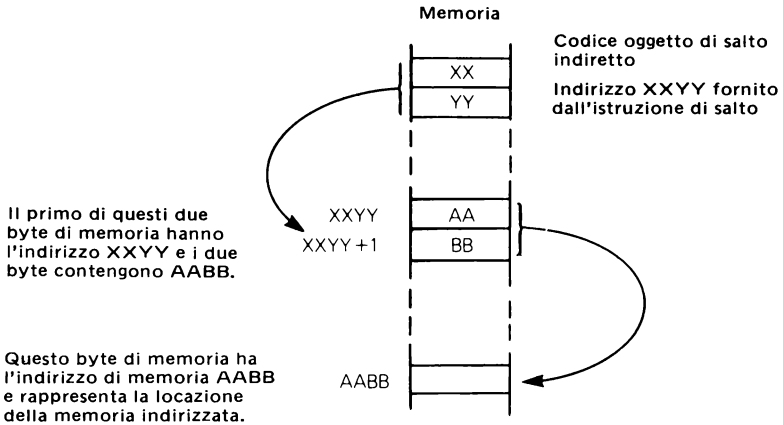 Memoria
Codice oggetto di salto
indiretto
XX
Indirizzo XXYY fornito
dall'istruzione di salto
YY
Il primo di questi due
byte di memoria hanno
l'indirizzo XXYY e i due
byte contengono AABB.
XXYY
AA
XXYY+1
BB
Questo byte di memoria ha
l'indirizzo di memoria AABB
e rappresenta la locazione
della memoria indirizzata.
AABB